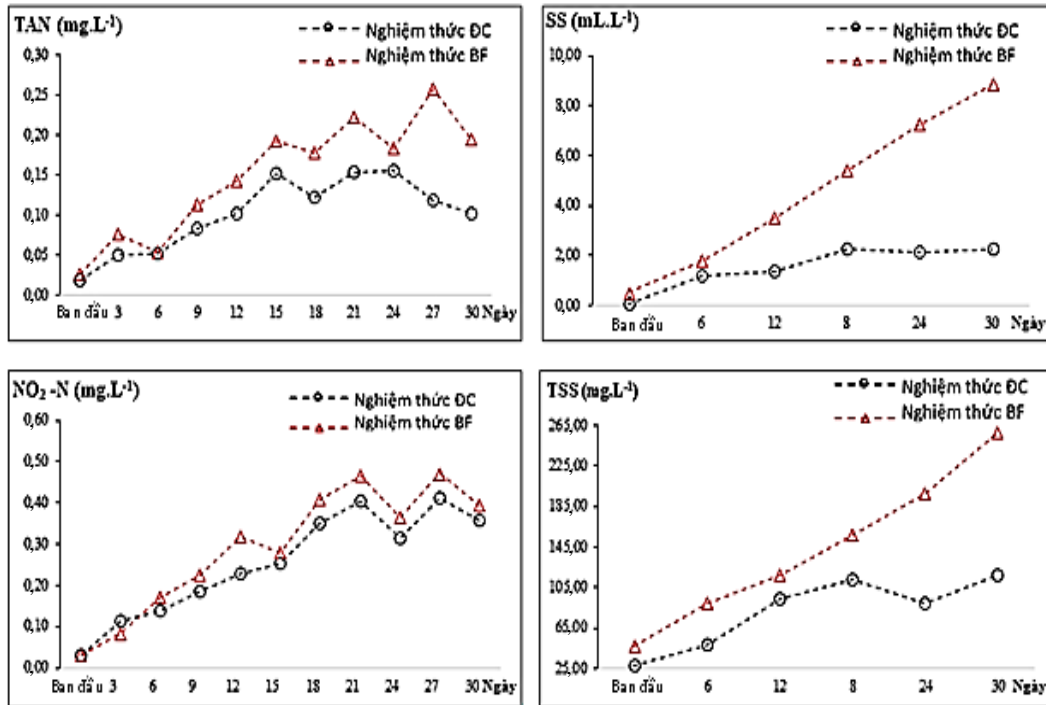 TAN (mg.L⁻¹)
Nghiệm thức ĐC
Nghiệm thức BF
0,30
0,25
0,20
0,15
0,10
0,05
0,00
Ban đầu 3 6 9 12 15 18 21 24 27 30 Ngày
SS (mL.L⁻¹)
Nghiệm thức ĐC
Nghiệm thức BF
10,00
8,00
6,00
4,00
2,00
0,00
Ban đầu 6 12 8 24 30 Ngày
NO₂ -N (mg.L⁻¹)
Nghiệm thức ĐC
Nghiệm thức BF
0,60
0,50
0,40
0,30
0,20
0,10
0,00
Ban đầu 3 6 9 12 15 18 21 24 27 30 Ngày
TSS (mg.L⁻¹)
Nghiệm thức ĐC
Nghiệm thức BF
265,00
225,00
185,00
145,00
105,00
65,00
25,00
Ban đầu 6 12 8 24 30 Ngày